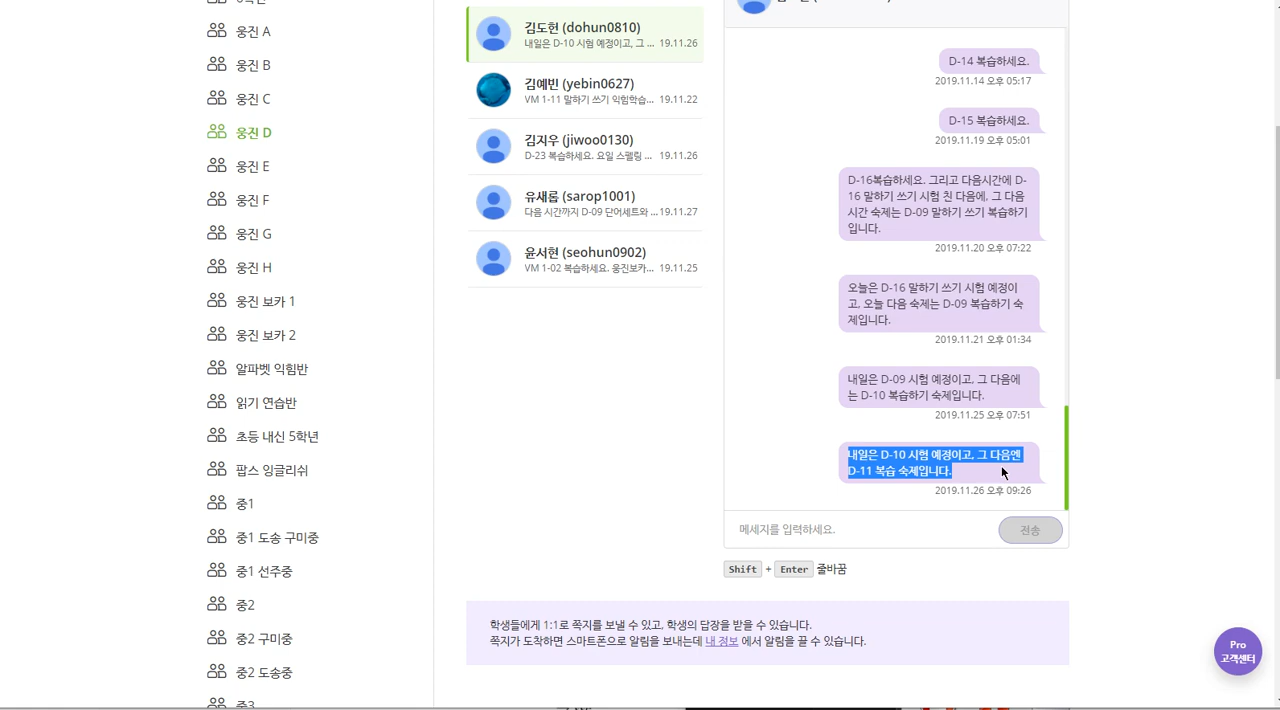 웅진 A
웅진 B
웅진 C
웅진 D
웅진 E
웅진 F
웅진 G
웅진 H
웅진 보카 1
웅진 보카 2
알파벳 익힘반
읽기 연습반
초등 내신 5학년
팝스 잉글리쉬
중1
중1 도송 구미중
중1 선주중
중2
중2 구미중
중2 도송중
중3
김도헌 (dohun0810)
내일은 D-10 시험 예정이고, 그 ... 19.11.26
김예빈 (yebin0627)
VM 1-11 말하기 쓰기 익힘학습... 19.11.22
김지우 (jiwoo0130)
D-23 복습하세요. 요일 스펠링 ... 19.11.26
유새롭 (sarop1001)
다음 시간까지 D-09 단어세트와 ... 19.11.27
윤서현 (seohun0902)
VM 1-02 복습하세요. 웅진보카... 19.11.25
D-14 복습하세요.
2019.11.14 오후 05:17
D-15 복습하세요.
2019.11.19 오후 05:01
D-16복습하세요. 그리고 다음시간에 D-
16 말하기 쓰기 시험 친 다음에, 그 다음
시간 숙제는 D-09 말하기 쓰기 복습하기
입니다.
2019.11.20 오후 07:22
오늘은 D-16 말하기 쓰기 시험 예정이
고, 오늘 다음 숙제는 D-09 복습하기 숙
제입니다.
2019.11.21 오후 01:34
내일은 D-09 시험 예정이고, 그 다음에
는 D-10 복습하기 숙제입니다.
2019.11.25 오후 07:51
내일은 D-10 시험 예정이고, 그 다음엔
D-11 복습 숙제입니다.
2019.11.26 오후 09:26
메세지를 입력하세요.
전송
Shift + Enter 줄바꿈
학생들에게 1:1로 쪽지를 보낼 수 있고, 학생의 답장을 받을 수 있습니다.
쪽지가 도착하면 스마트폰으로 알림을 보내는데 내 정보 에서 알림을 끌 수 있습니다.
Pro
고객센터